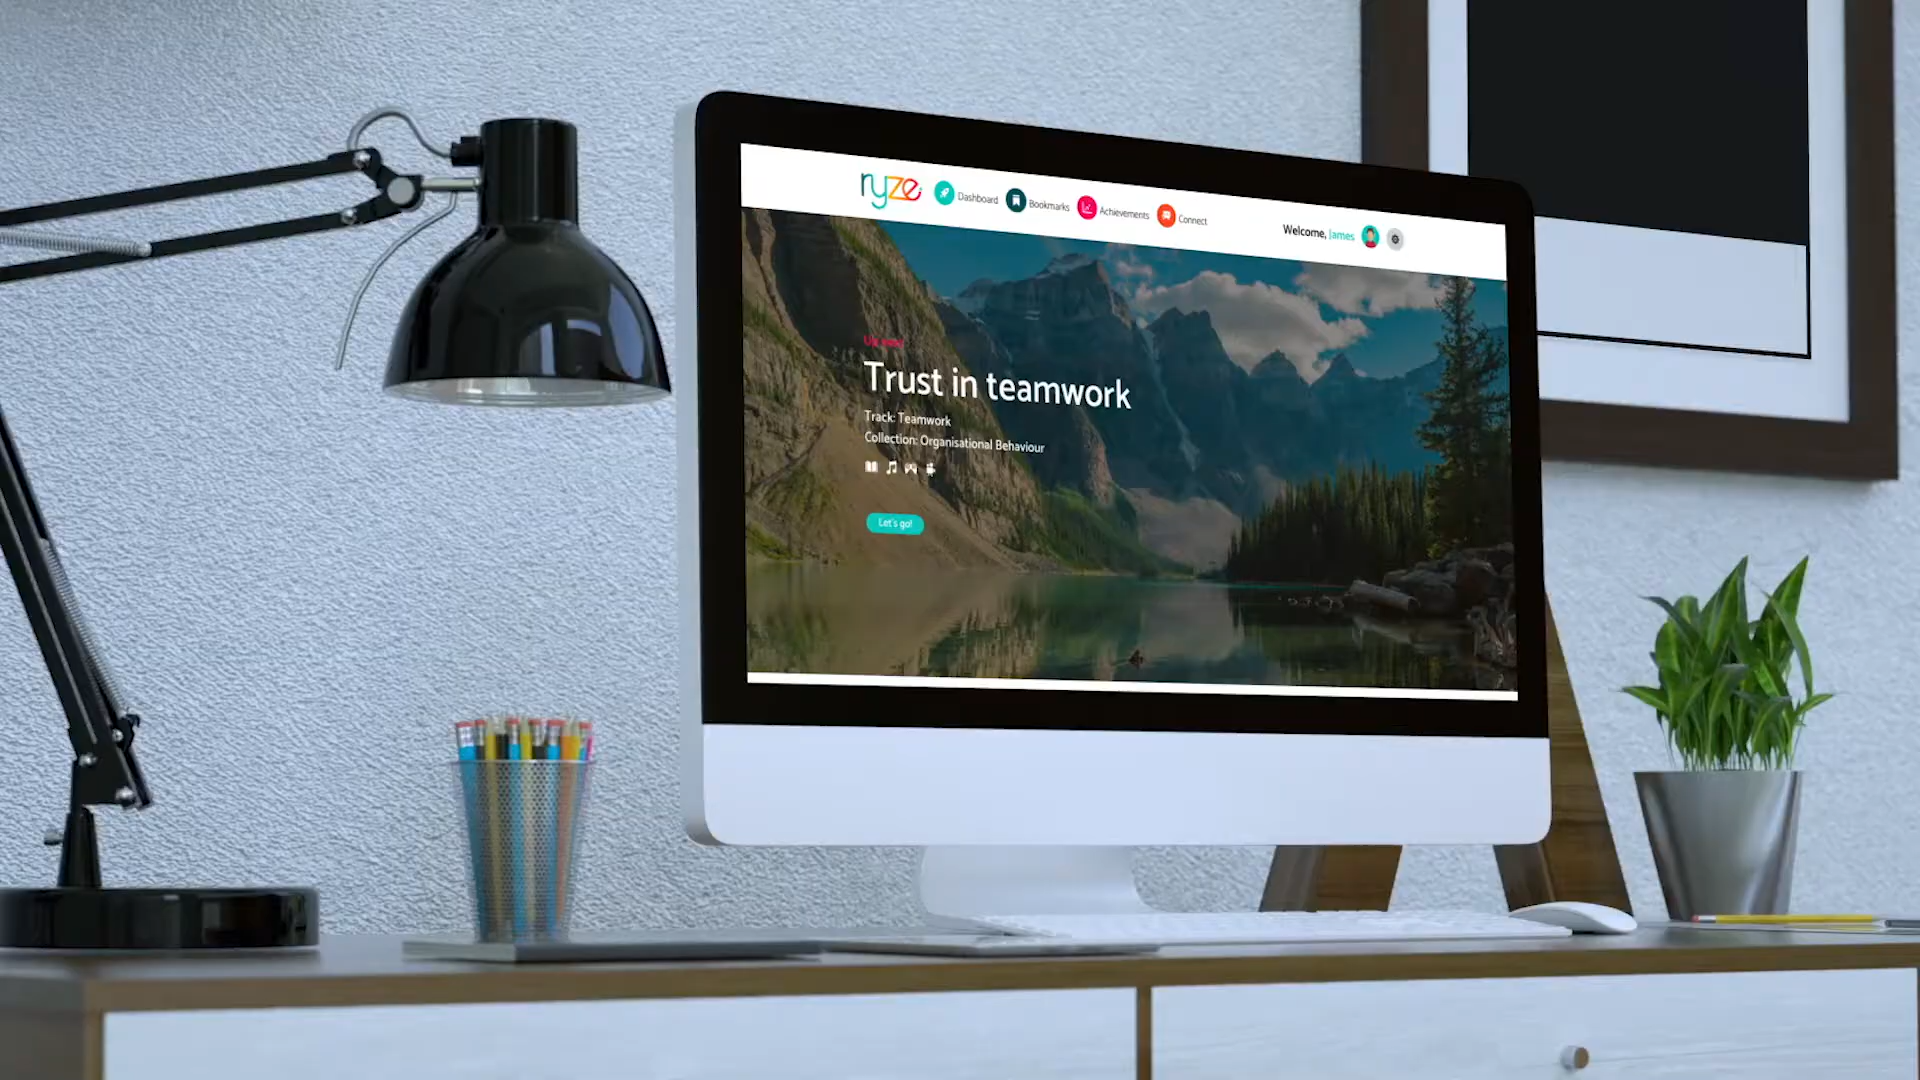 ryze Dashboard Bookmarks Achievements Connect Welcome, James
Trust in teamwork
Track: Teamwork
Collection: Organisational Behaviour
Let's go!